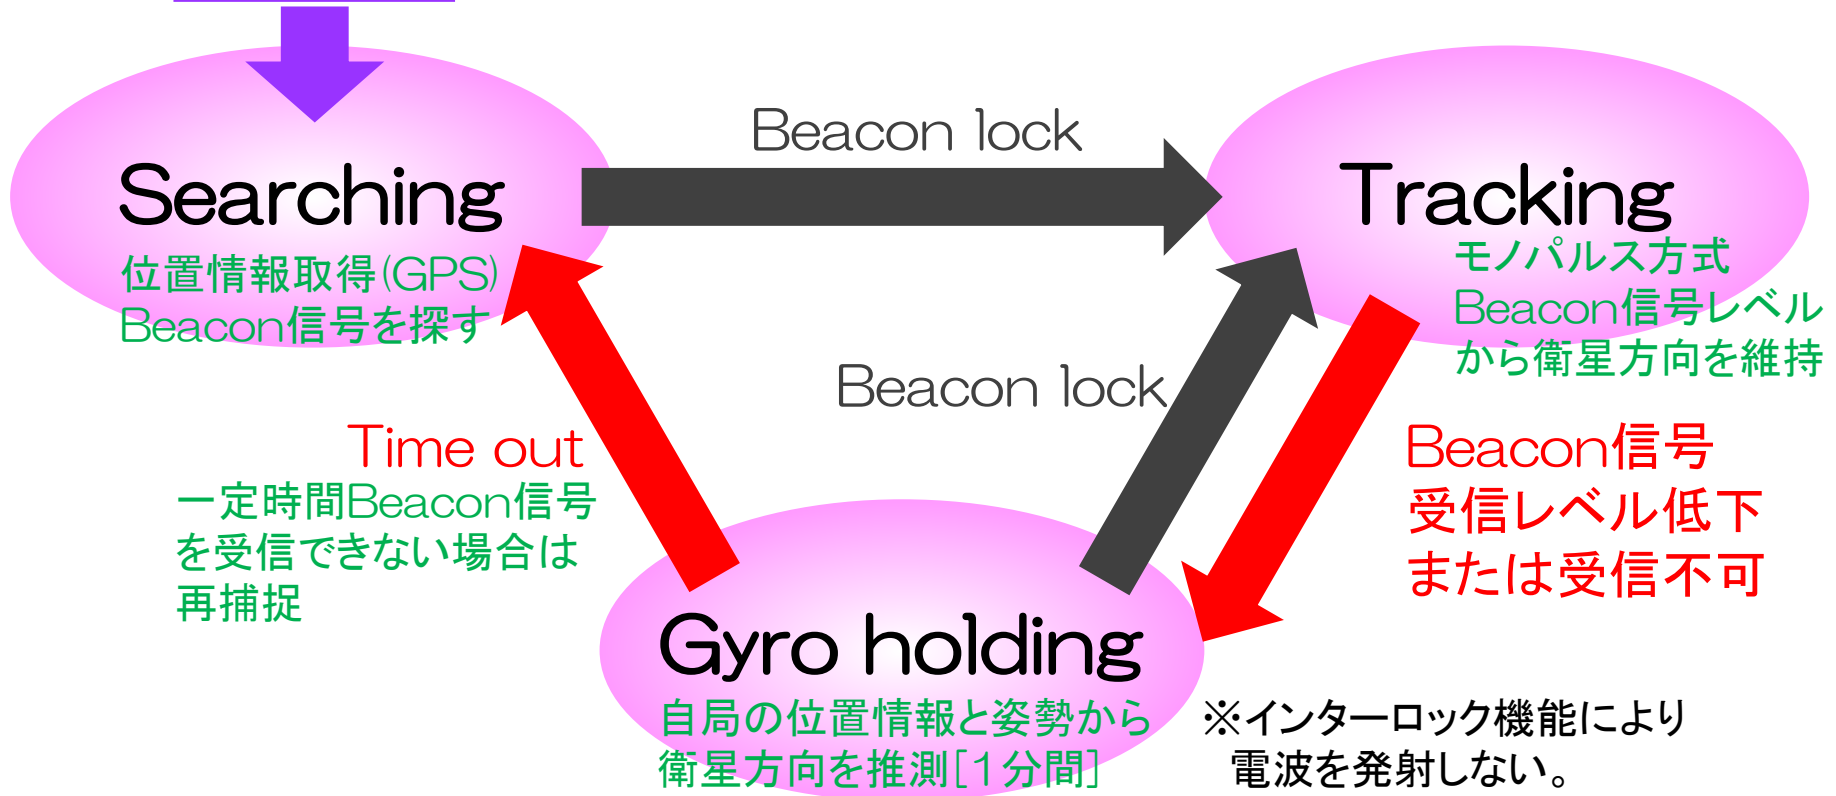 Beacon lock
Searching
位置情報取得(GPS)
Beacon信号を探す
Tracking
モノパルス方式
Beacon信号レベル
から衛星方向を維持
Beacon lock
Time out
一定時間Beacon信号
を受信できない場合は
再捕捉
Beacon信号
受信レベル低下
または受信不可
Gyro holding
自局の位置情報と姿勢から
衛星方向を推測[1分間]
※インターロック機能により
電波を発射しない。